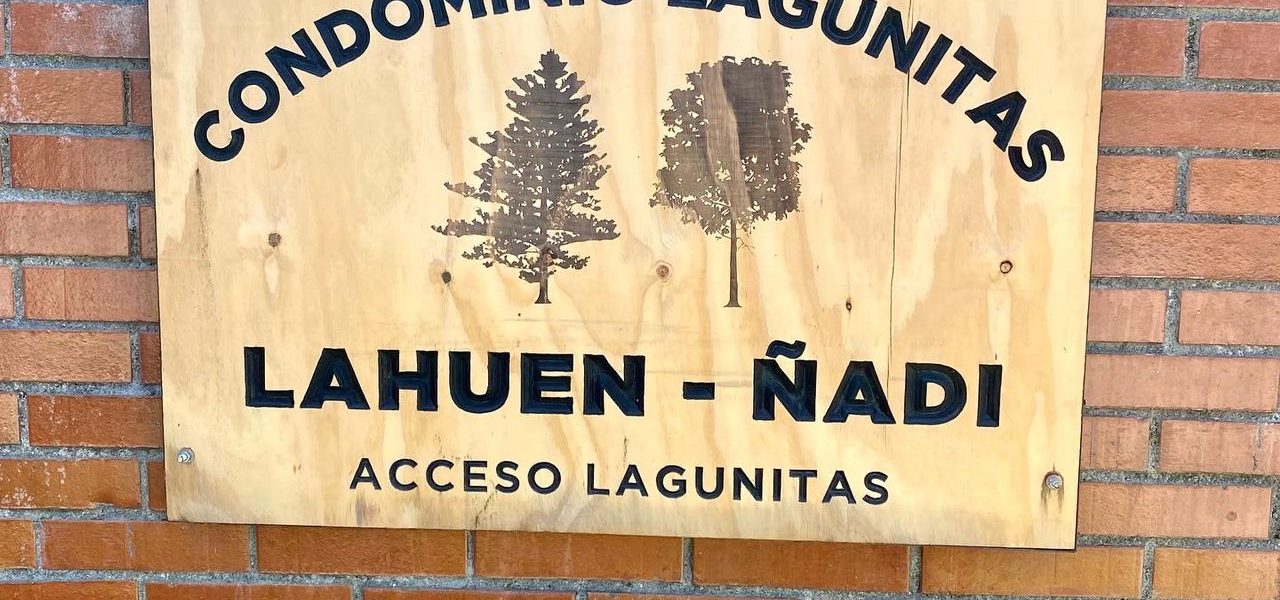 CONDOMINIO LAGUNITAS
LAHUEN - ÑADI
ACCESO LAGUNITAS